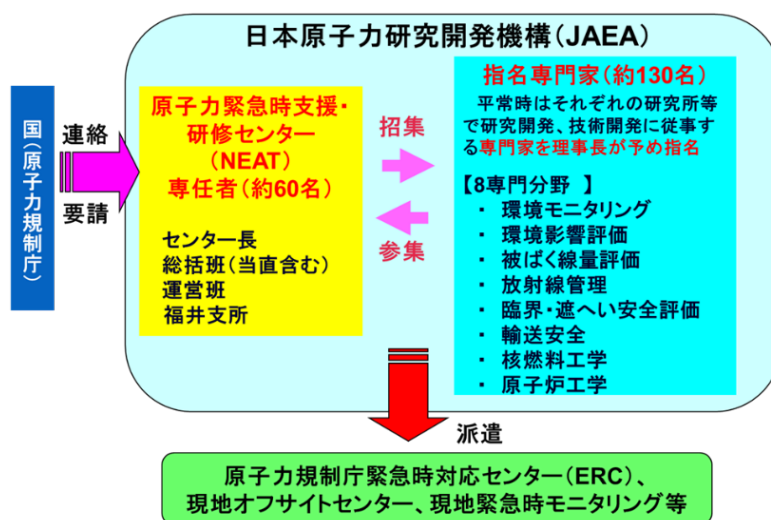 日本原子力研究開発機構(JAEA)
国(原子力規制庁)
連絡
要請
原子力緊急時支援・
研修センター
(NEAT)
専任者(約60名)
センター長
総括班(当直含む)
運営班
福井支所
招集
参集
指名専門家(約130名)
平常時はそれぞれの研究所等
で研究開発、技術開発に従事す
る専門家を理事長が予め指名
【8専門分野 】
・ 環境モニタリング
・ 環境影響評価
・ 被ばく線量評価
・ 放射線管理
・ 臨界・遮へい安全評価
・ 輸送安全
・ 核燃料工学
・ 原子炉工学
派遣
原子力規制庁緊急時対応センター(ERC)、
現地オフサイトセンター、現地緊急時モニタリング等